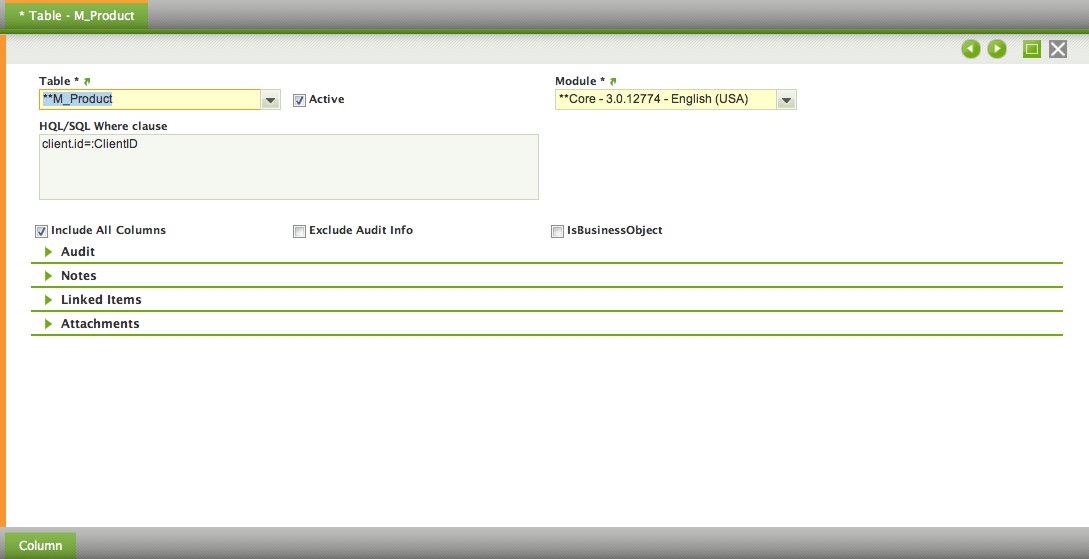 * Table - M_Product
Table *
Module *
**M_Product
Active
**Core - 3.0.12774 - English (USA)
HQL/SQL Where clause
client.id=:ClientID
Include All Columns
Exclude Audit Info
IsBusinessObject
Audit
Notes
Linked Items
Attachments
Column